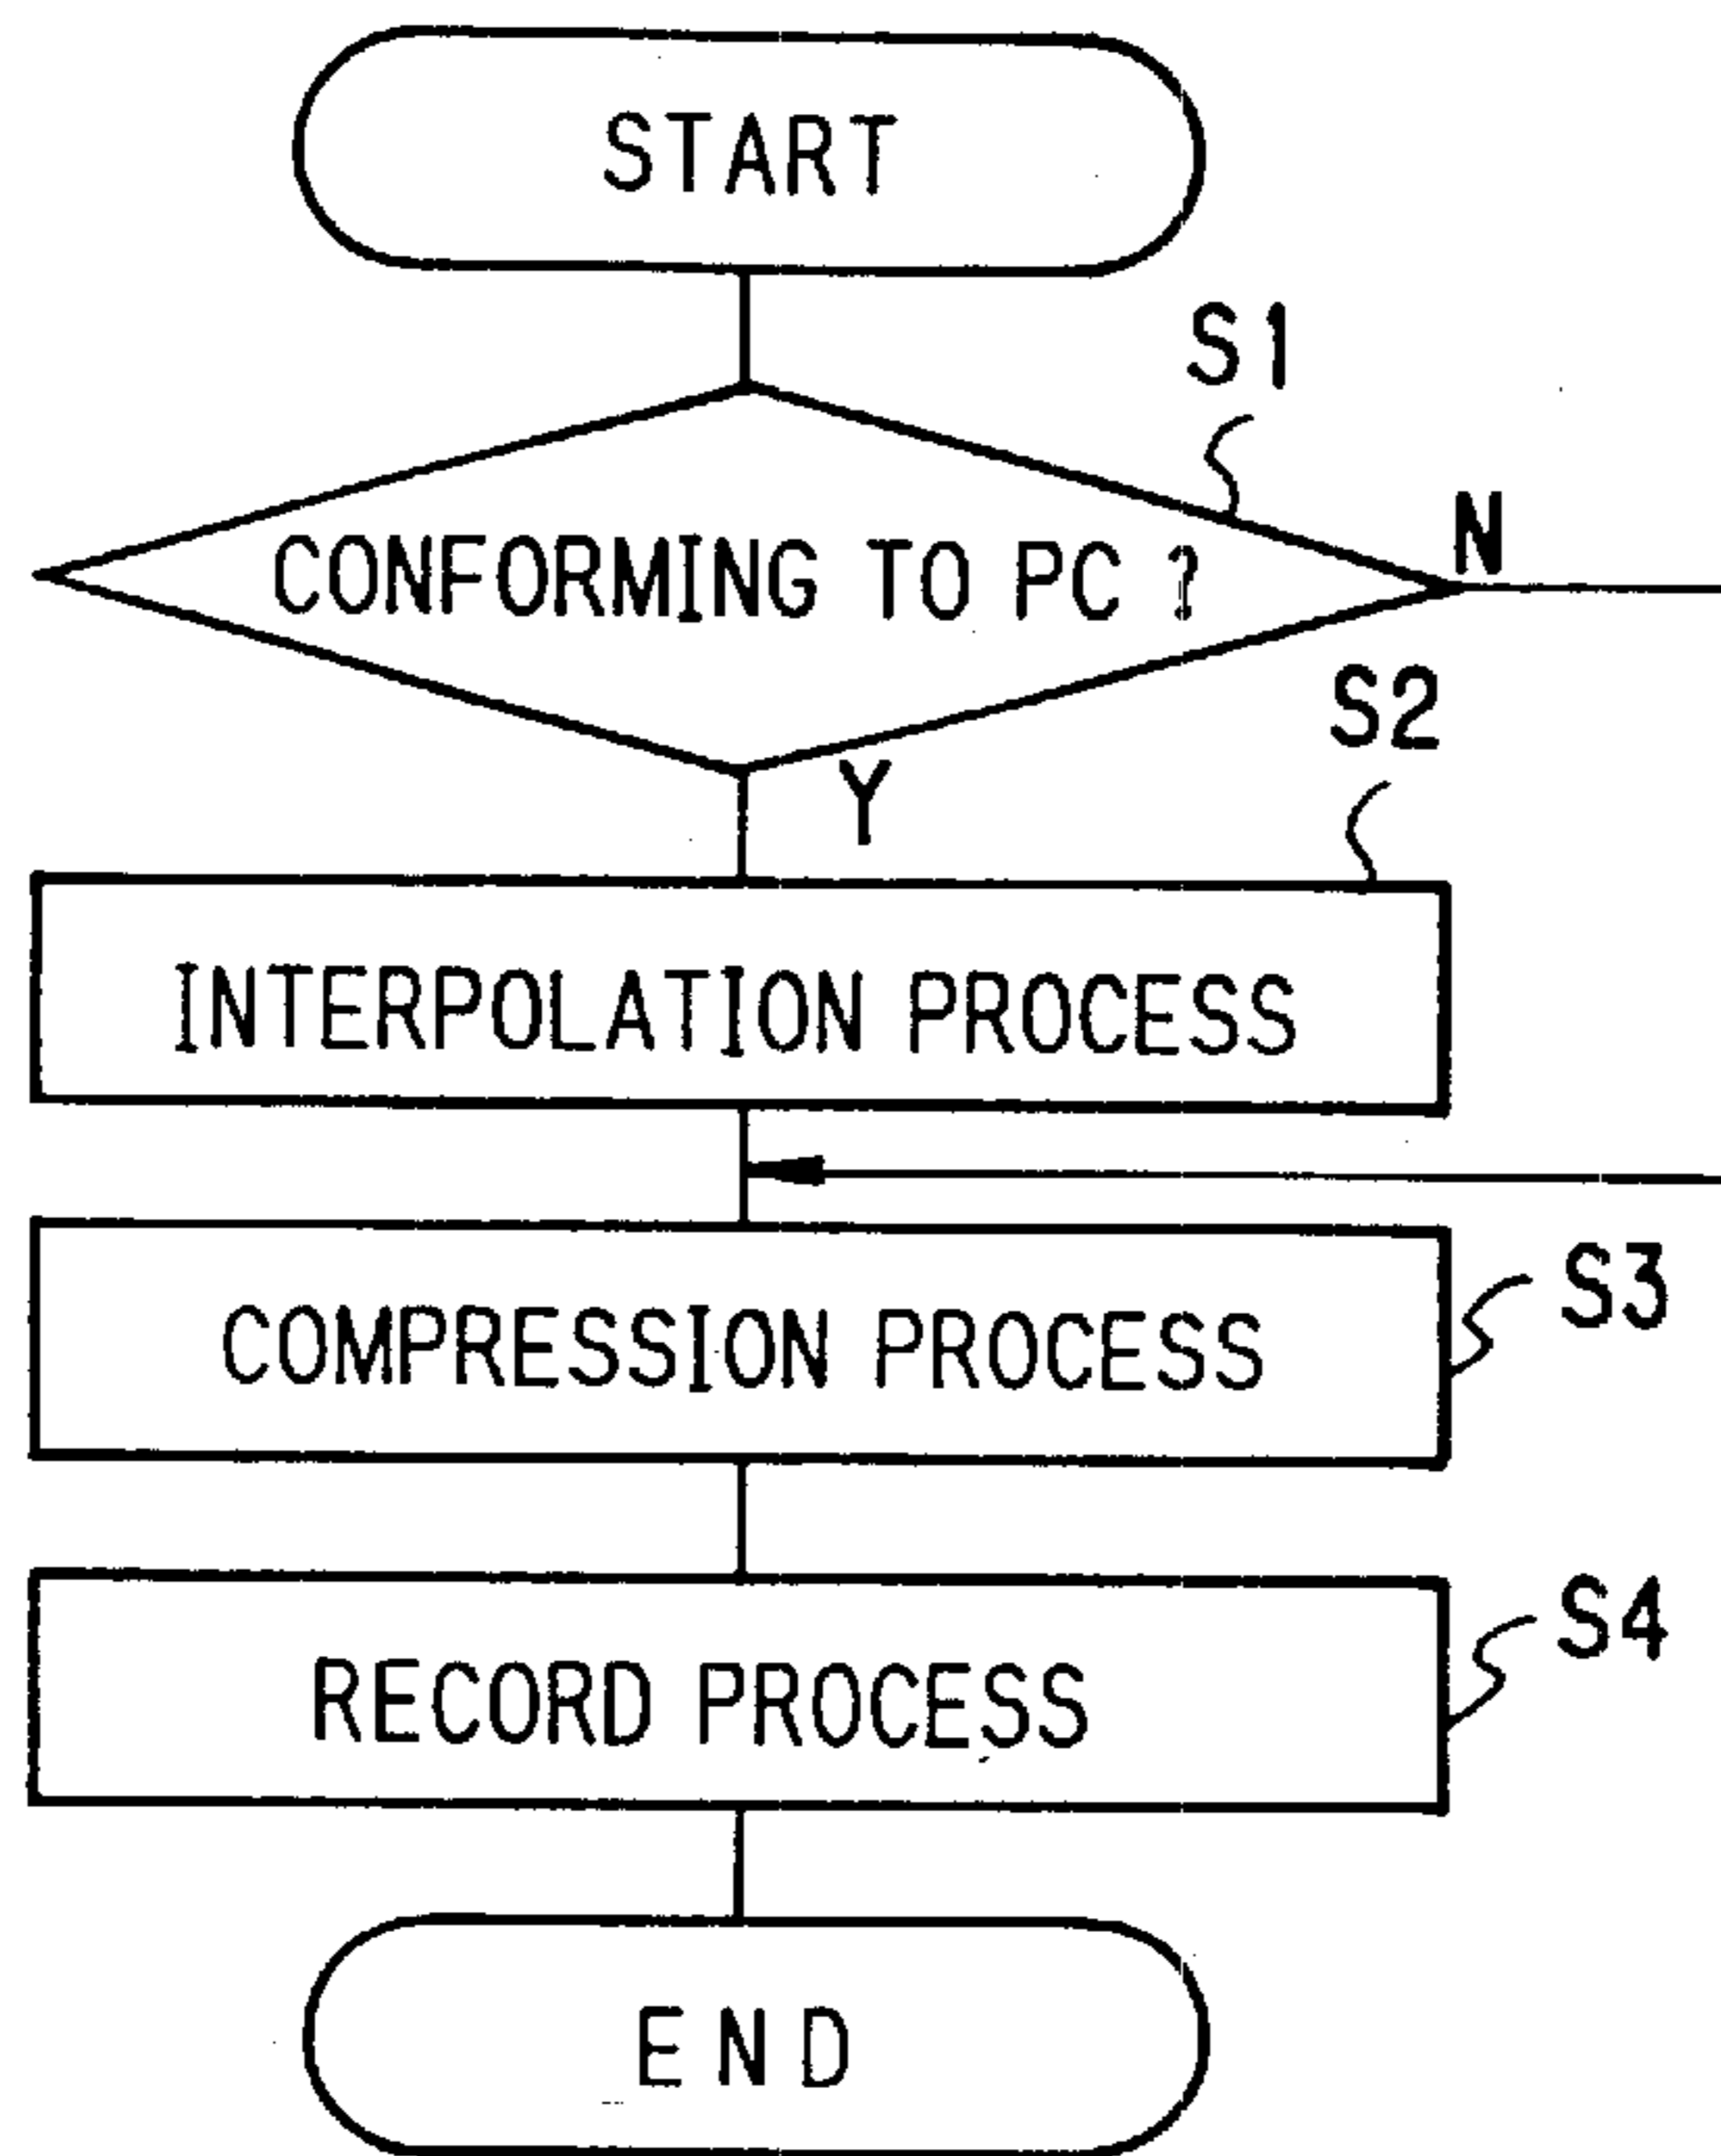 START
S1
CONFORMING TO PC ?
N
S2
Y
INTERPOLATION PROCESS
S3
COMPRESSION PROCESS
S4
RECORD PROCESS
END